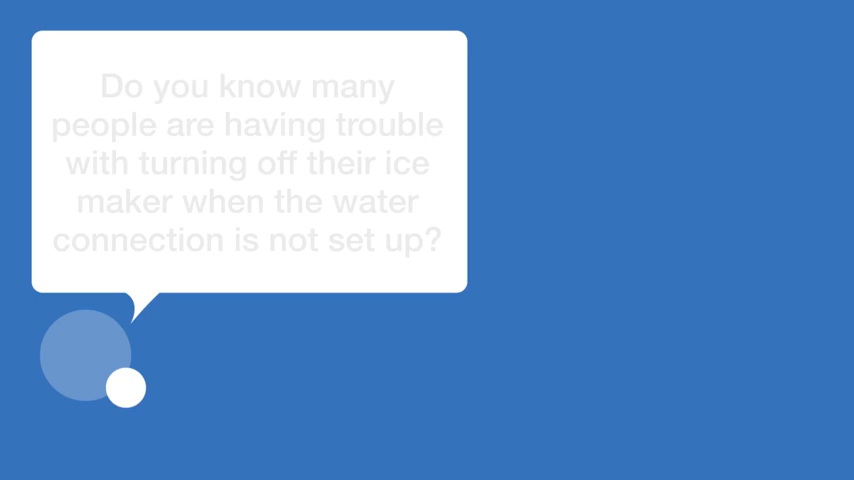 Do you know many
people are having trouble
with turning off their ice
maker when the water
connection is not set up?